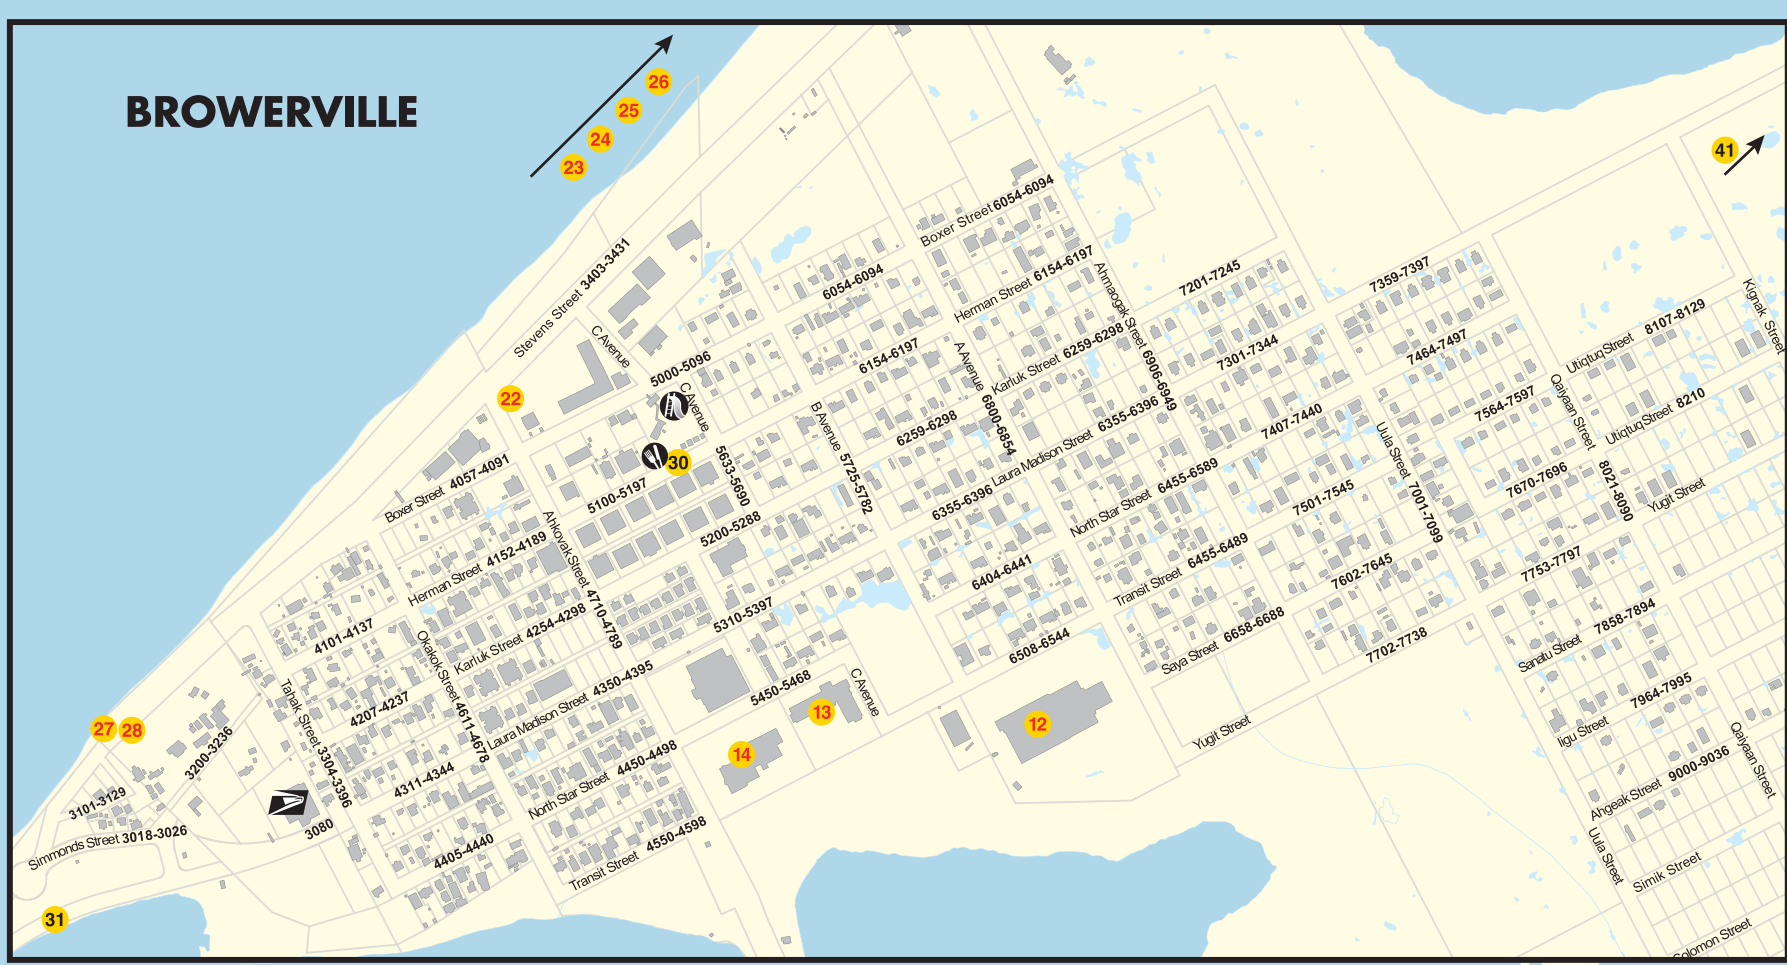 BROWERVILLE
26
25
24
23
41
Stevens Street 3403-3431
C Avenue
Boxer Street 6054-6094
6054-6094
Herman Street 6154-6197
Ahmaogak Street 6906-6949
7201-7245
7359-7397
Kignak Street
5000-5096
6154-6197
A Avenue 6800-6854
Karluk Street 6259-6298
7301-7344
7464-7497
Utiqtuq Street 8107-8129
22
C Avenue 5633-5690
B Avenue 5725-5782
6259-6298
Laura Madison Street 6355-6396
7407-7440
7564-7597
Qaiyaan Street 8021-8090
Utiqtuq Street 8210
30
Boxer Street 4057-4091
5100-5197
6355-6396
North Star Street 6455-6589
7501-7545
Uula Street 7001-7099
7670-7696
Yugit Street
Ahkovak Street 4710-4789
5200-5288
Herman Street 4152-4189
6404-6441
Transit Street 6455-6489
7602-7645
7753-7797
4101-4137
Okakok Street 4611-4678
Karluk Street 4254-4298
5310-5397
6508-6544
Saya Street 6658-6688
7702-7738
Sanatu Street 7858-7894
Tahak Street 3304-3396
4207-4237
Laura Madison Street 4350-4395
5450-5468
C Avenue
Iigu Street 7964-7995
27
28
3200-3236
13
12
Yugit Street
Qaiyaan Street
14
4311-4344
North Star Street 4450-4498
Ahgeak Street 9000-9036
3101-3129
Simmonds Street 3018-3026
3080
4405-4440
Transit Street 4550-4598
Uula Street
Simik Street
31
Solomon Street